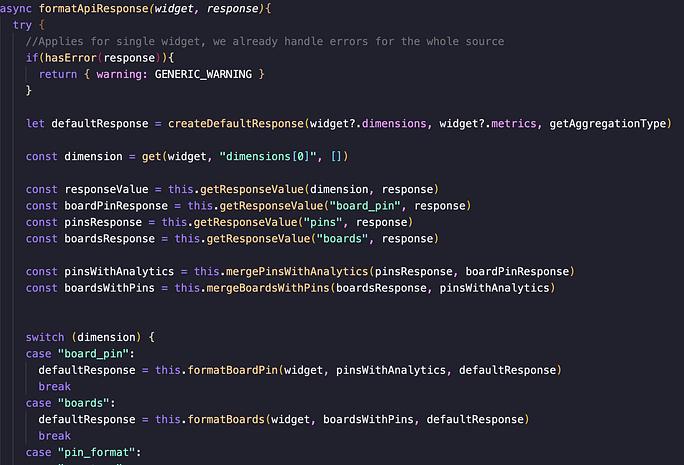 async formatApiResponse(widget, response){
try {
//Applies for single widget, we already handle errors for the whole source
if(hasError(response)){
return { warning: GENERIC_WARNING }
}
let defaultResponse = createDefaultResponse(widget?.dimensions, widget?.metrics, getAggregationType)
const dimension = get(widget, "dimensions[0]", [])
const responseValue = this.getResponseValue(dimension, response)
const boardPinResponse = this.getResponseValue("board_pin", response)
const pinsResponse = this.getResponseValue("pins", response)
const boardsResponse = this.getResponseValue("boards", response)
const pinsWithAnalytics = this.mergePinsWithAnalytics(pinsResponse, boardPinResponse)
const boardsWithPins = this.mergeBoardsWithPins(boardsResponse, pinsWithAnalytics)
switch (dimension) {
case "board_pin":
defaultResponse = this.formatBoardPin(widget, pinsWithAnalytics, defaultResponse)
break
case "boards":
defaultResponse = this.formatBoards(widget, boardsWithPins, defaultResponse)
break
case "pin_format":